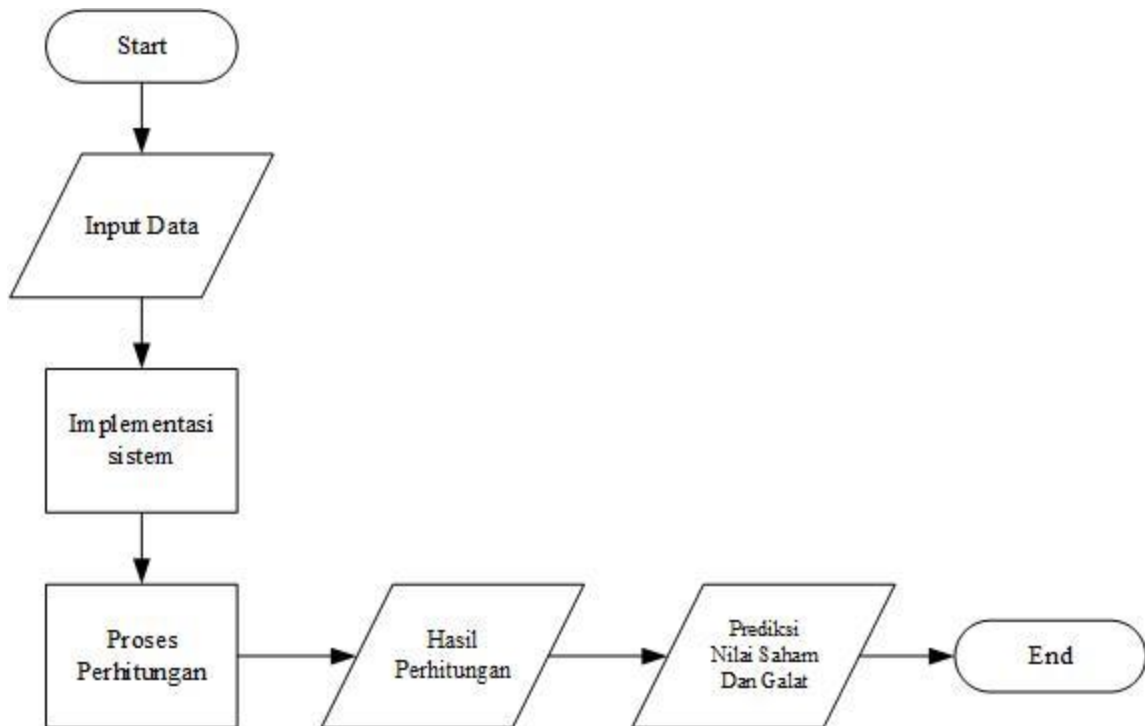 Start
Input Data
Implementasi
sistem
Proses
Perhitungan
Hasil
Perhitungan
Prediksi
Nilai Saham
Dan Galat
End